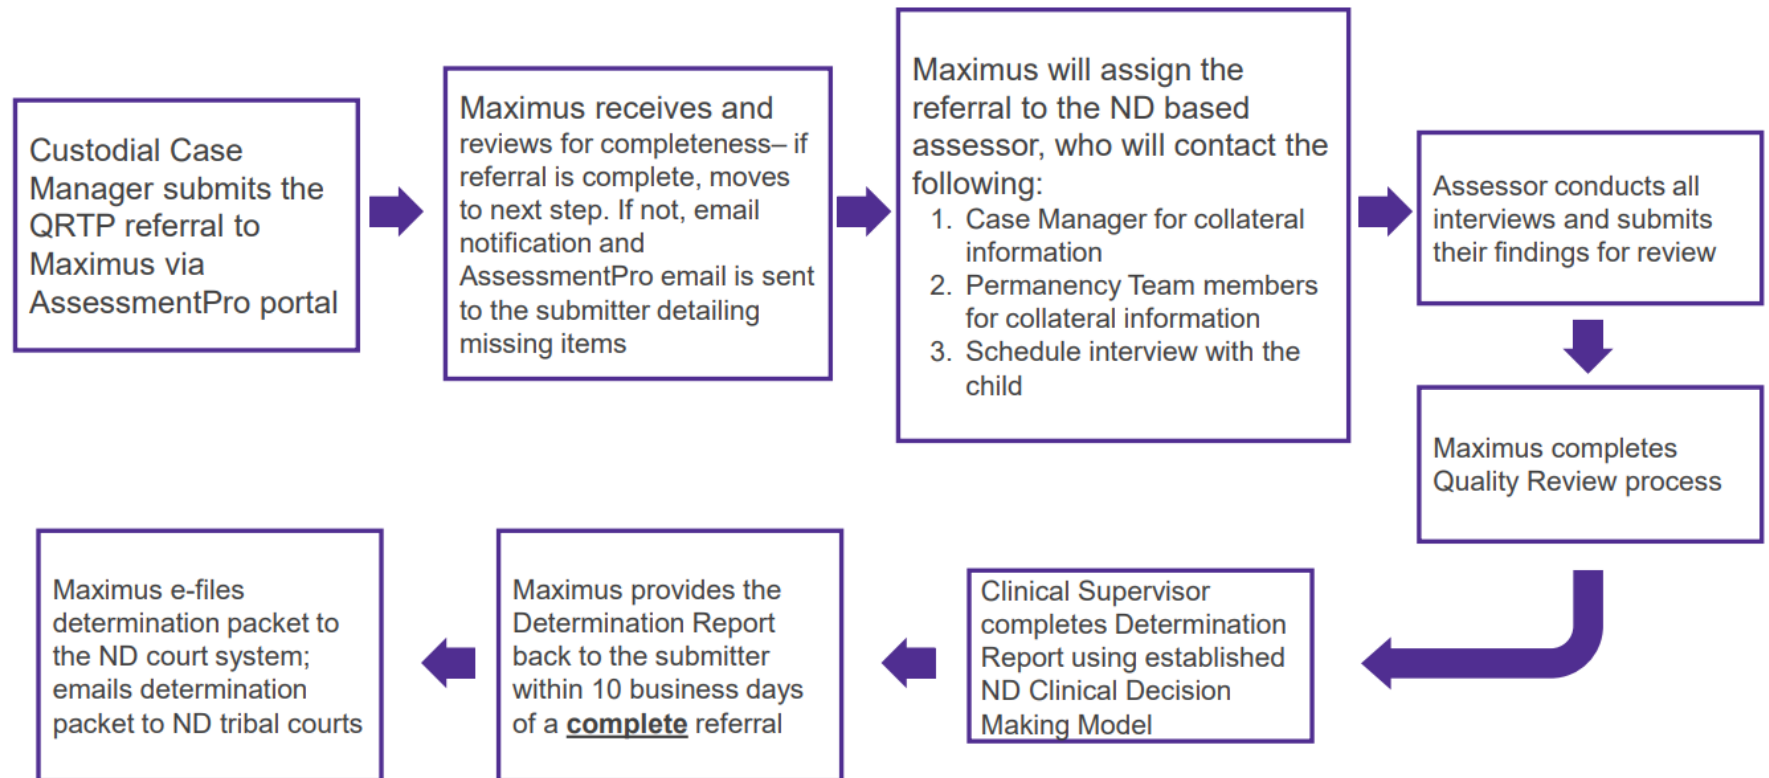 Custodial Case
Manager submits the
QRTP referral to
Maximus via
AssessmentPro portal
Maximus receives and
reviews for completeness– if
referral is complete, moves
to next step. If not, email
notification and
AssessmentPro email is sent
to the submitter detailing
missing items
Maximus will assign the
referral to the ND based
assessor, who will contact the
following:
1. Case Manager for collateral
information
2. Permanency Team members
for collateral information
3. Schedule interview with the
child
Assessor conducts all
interviews and submits
their findings for review
Maximus completes
Quality Review process
Clinical Supervisor
completes Determination
Report using established
ND Clinical Decision
Making Model
Maximus provides the
Determination Report
back to the submitter
within 10 business days
of a complete referral
Maximus e-files
determination packet to
the ND court system;
emails determination
packet to ND tribal courts